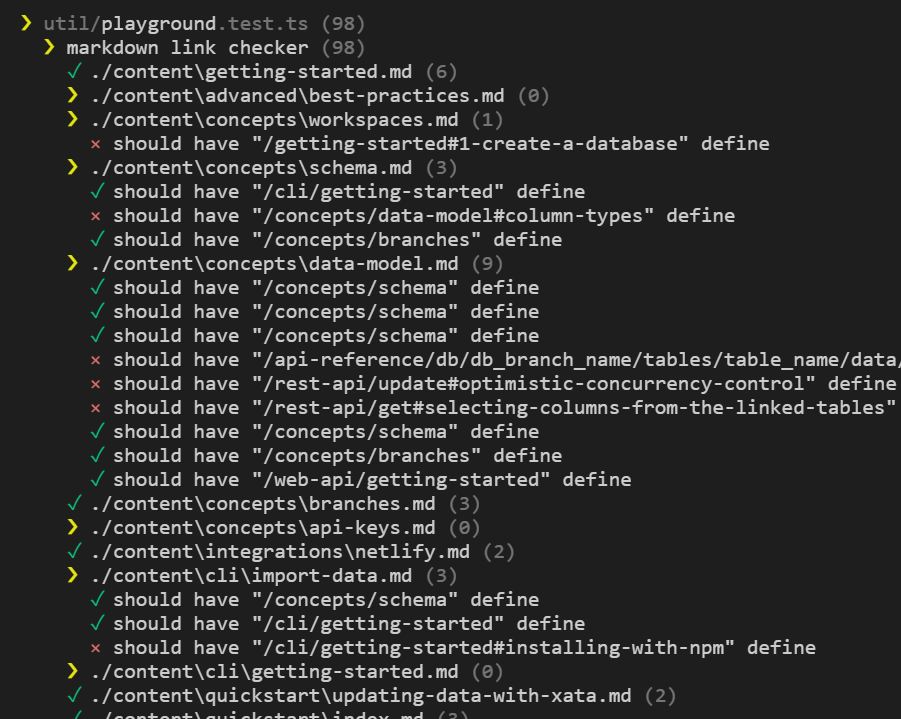 ❯ util/playground.test.ts (98)
❯ markdown link checker (98)
✓ ./content\getting-started.md (6)
❯ ./content\advanced\best-practices.md (0)
❯ ./content\concepts\workspaces.md (1)
× should have "/getting-started#1-create-a-database" define
❯ ./content\concepts\schema.md (3)
✓ should have "/cli/getting-started" define
× should have "/concepts/data-model#column-types" define
✓ should have "/concepts/branches" define
❯ ./content\concepts\data-model.md (9)
✓ should have "/concepts/schema" define
✓ should have "/concepts/schema" define
✓ should have "/concepts/schema" define
× should have "/api-reference/db/db_branch_name/tables/table_name/data/
× should have "/rest-api/update#optimistic-concurrency-control" define
× should have "/rest-api/get#selecting-columns-from-the-linked-tables"
✓ should have "/concepts/schema" define
✓ should have "/concepts/branches" define
✓ should have "/web-api/getting-started" define
✓ ./content\concepts\branches.md (3)
❯ ./content\concepts\api-keys.md (0)
✓ ./content\integrations\netlify.md (2)
❯ ./content\cli\import-data.md (3)
✓ should have "/concepts/schema" define
✓ should have "/cli/getting-started" define
× should have "/cli/getting-started#installing-with-npm" define
❯ ./content\cli\getting-started.md (0)
✓ ./content\quickstart\updating-data-with-xata.md (2)
✓ ./content\quickstart\index.md (3)